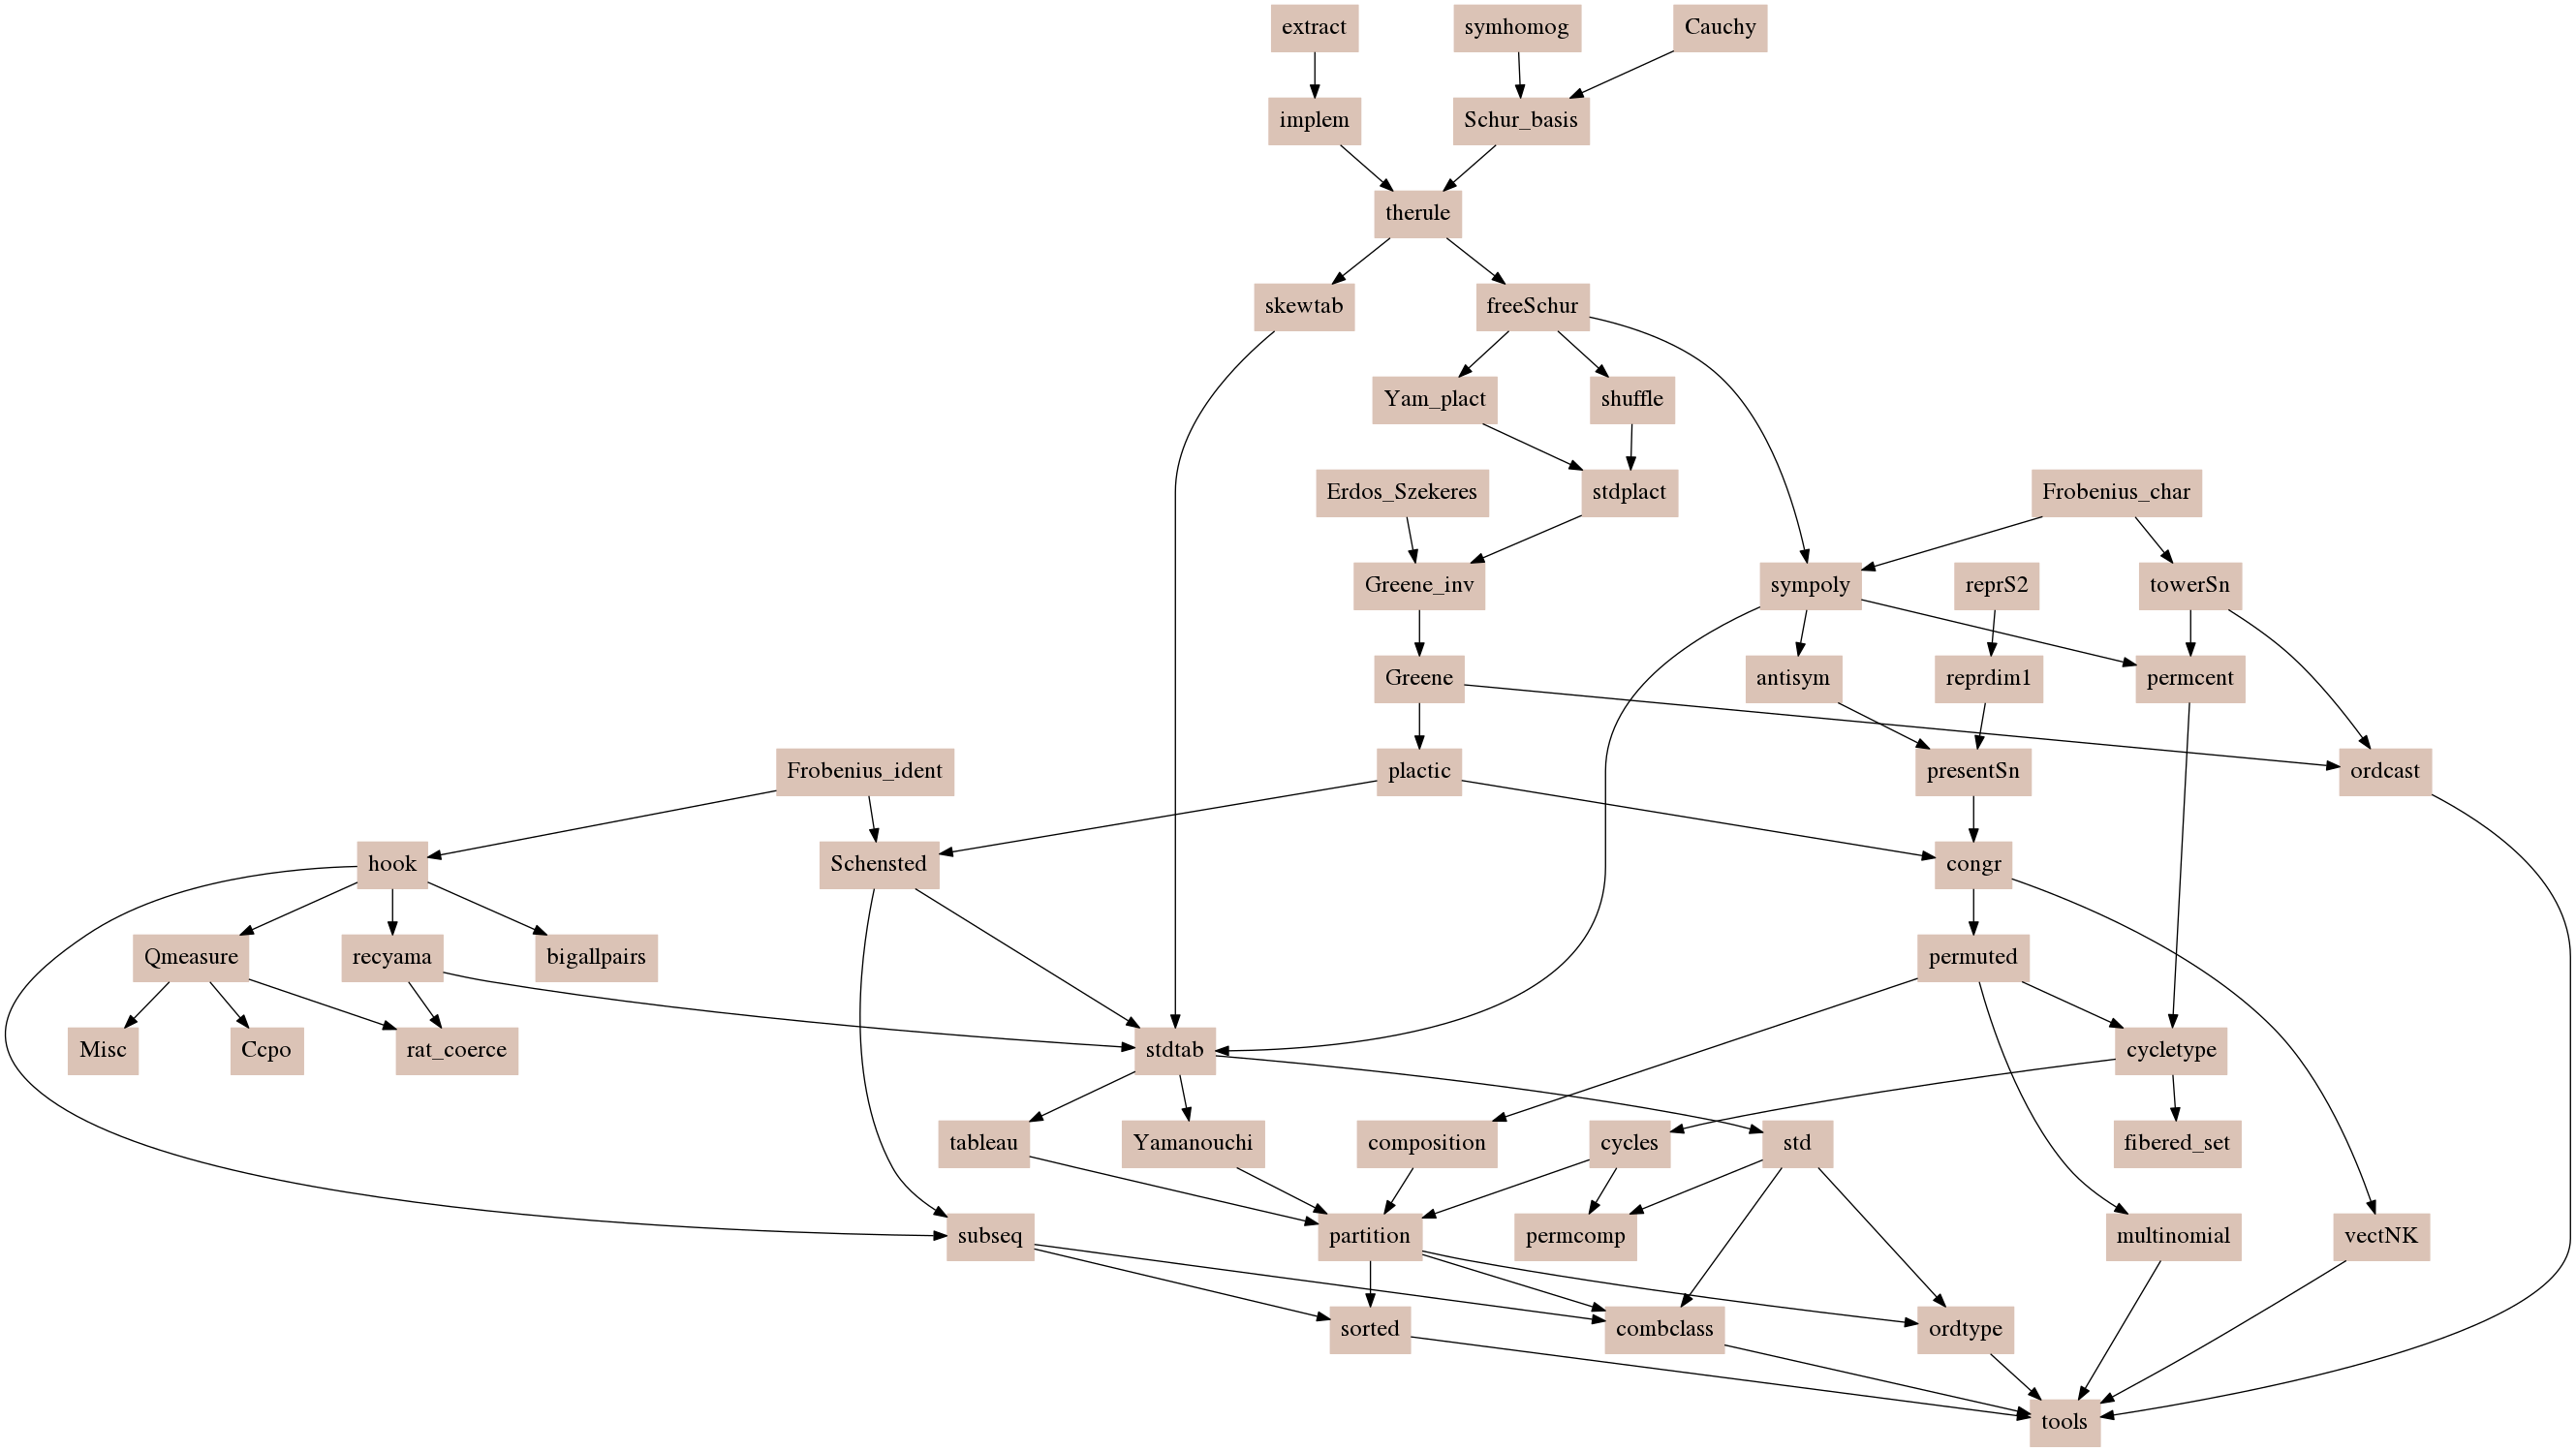 extract
symhomog
Cauchy
implem
Schur_basis
therule
skewtab
freeSchur
Yam_plact
shuffle
Erdos_Szekeres
stdplact
Frobenius_char
Greene_inv
sympoly
reprS2
towerSn
Greene
antisym
reprdim1
permcent
Frobenius_ident
plactic
presentSn
ordcast
hook
Schensted
congr
Qmeasure
recyama
bigallpairs
permuted
Misc
Ccpo
rat_coerce
stdtab
cycletype
tableau
Yamanouchi
composition
cycles
std
fibered_set
subseq
partition
permcomp
multinomial
vectNK
sorted
combclass
ordtype
tools